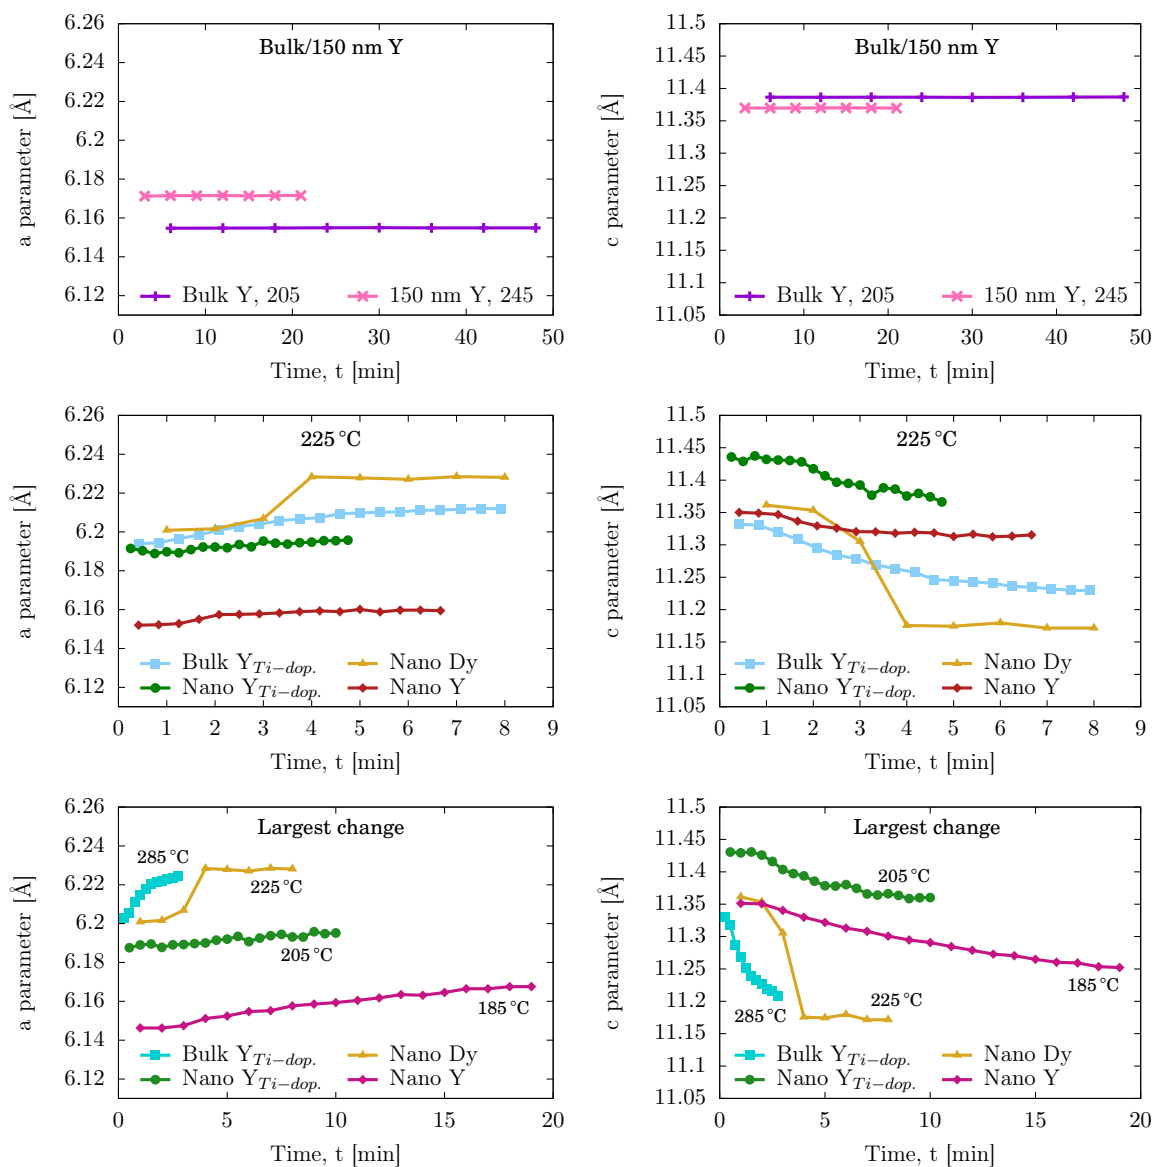 Bulk/150 nm Y
a parameter [Å]
6.26
6.24
6.22
6.2
6.18
6.16
6.14
6.12
Bulk Y, 205
150 nm Y, 245
0 10 20 30 40 50
Time, t [min]
Bulk/150 nm Y
c parameter [Å]
11.5
11.45
11.4
11.35
11.3
11.25
11.2
11.15
11.1
11.05
Bulk Y, 205
150 nm Y, 245
0 10 20 30 40 50
Time, t [min]
225 °C
a parameter [Å]
6.26
6.24
6.22
6.2
6.18
6.16
6.14
6.12
Bulk Y_{Ti−dop.}
Nano Dy
Nano Y_{Ti−dop.}
Nano Y
0 1 2 3 4 5 6 7 8 9
Time, t [min]
225 °C
c parameter [Å]
11.5
11.45
11.4
11.35
11.3
11.25
11.2
11.15
11.1
11.05
Bulk Y_{Ti−dop.}
Nano Dy
Nano Y_{Ti−dop.}
Nano Y
0 1 2 3 4 5 6 7 8 9
Time, t [min]
Largest change
a parameter [Å]
6.26
6.24
6.22
6.2
6.18
6.16
6.14
6.12
285 °C
225 °C
205 °C
185 °C
Bulk Y_{Ti−dop.}
Nano Dy
Nano Y_{Ti−dop.}
Nano Y
0 5 10 15 20
Time, t [min]
Largest change
c parameter [Å]
11.5
11.45
11.4
11.35
11.3
11.25
11.2
11.15
11.1
11.05
205 °C
185 °C
225 °C
285 °C
Bulk Y_{Ti−dop.}
Nano Dy
Nano Y_{Ti−dop.}
Nano Y
0 5 10 15 20
Time, t [min]